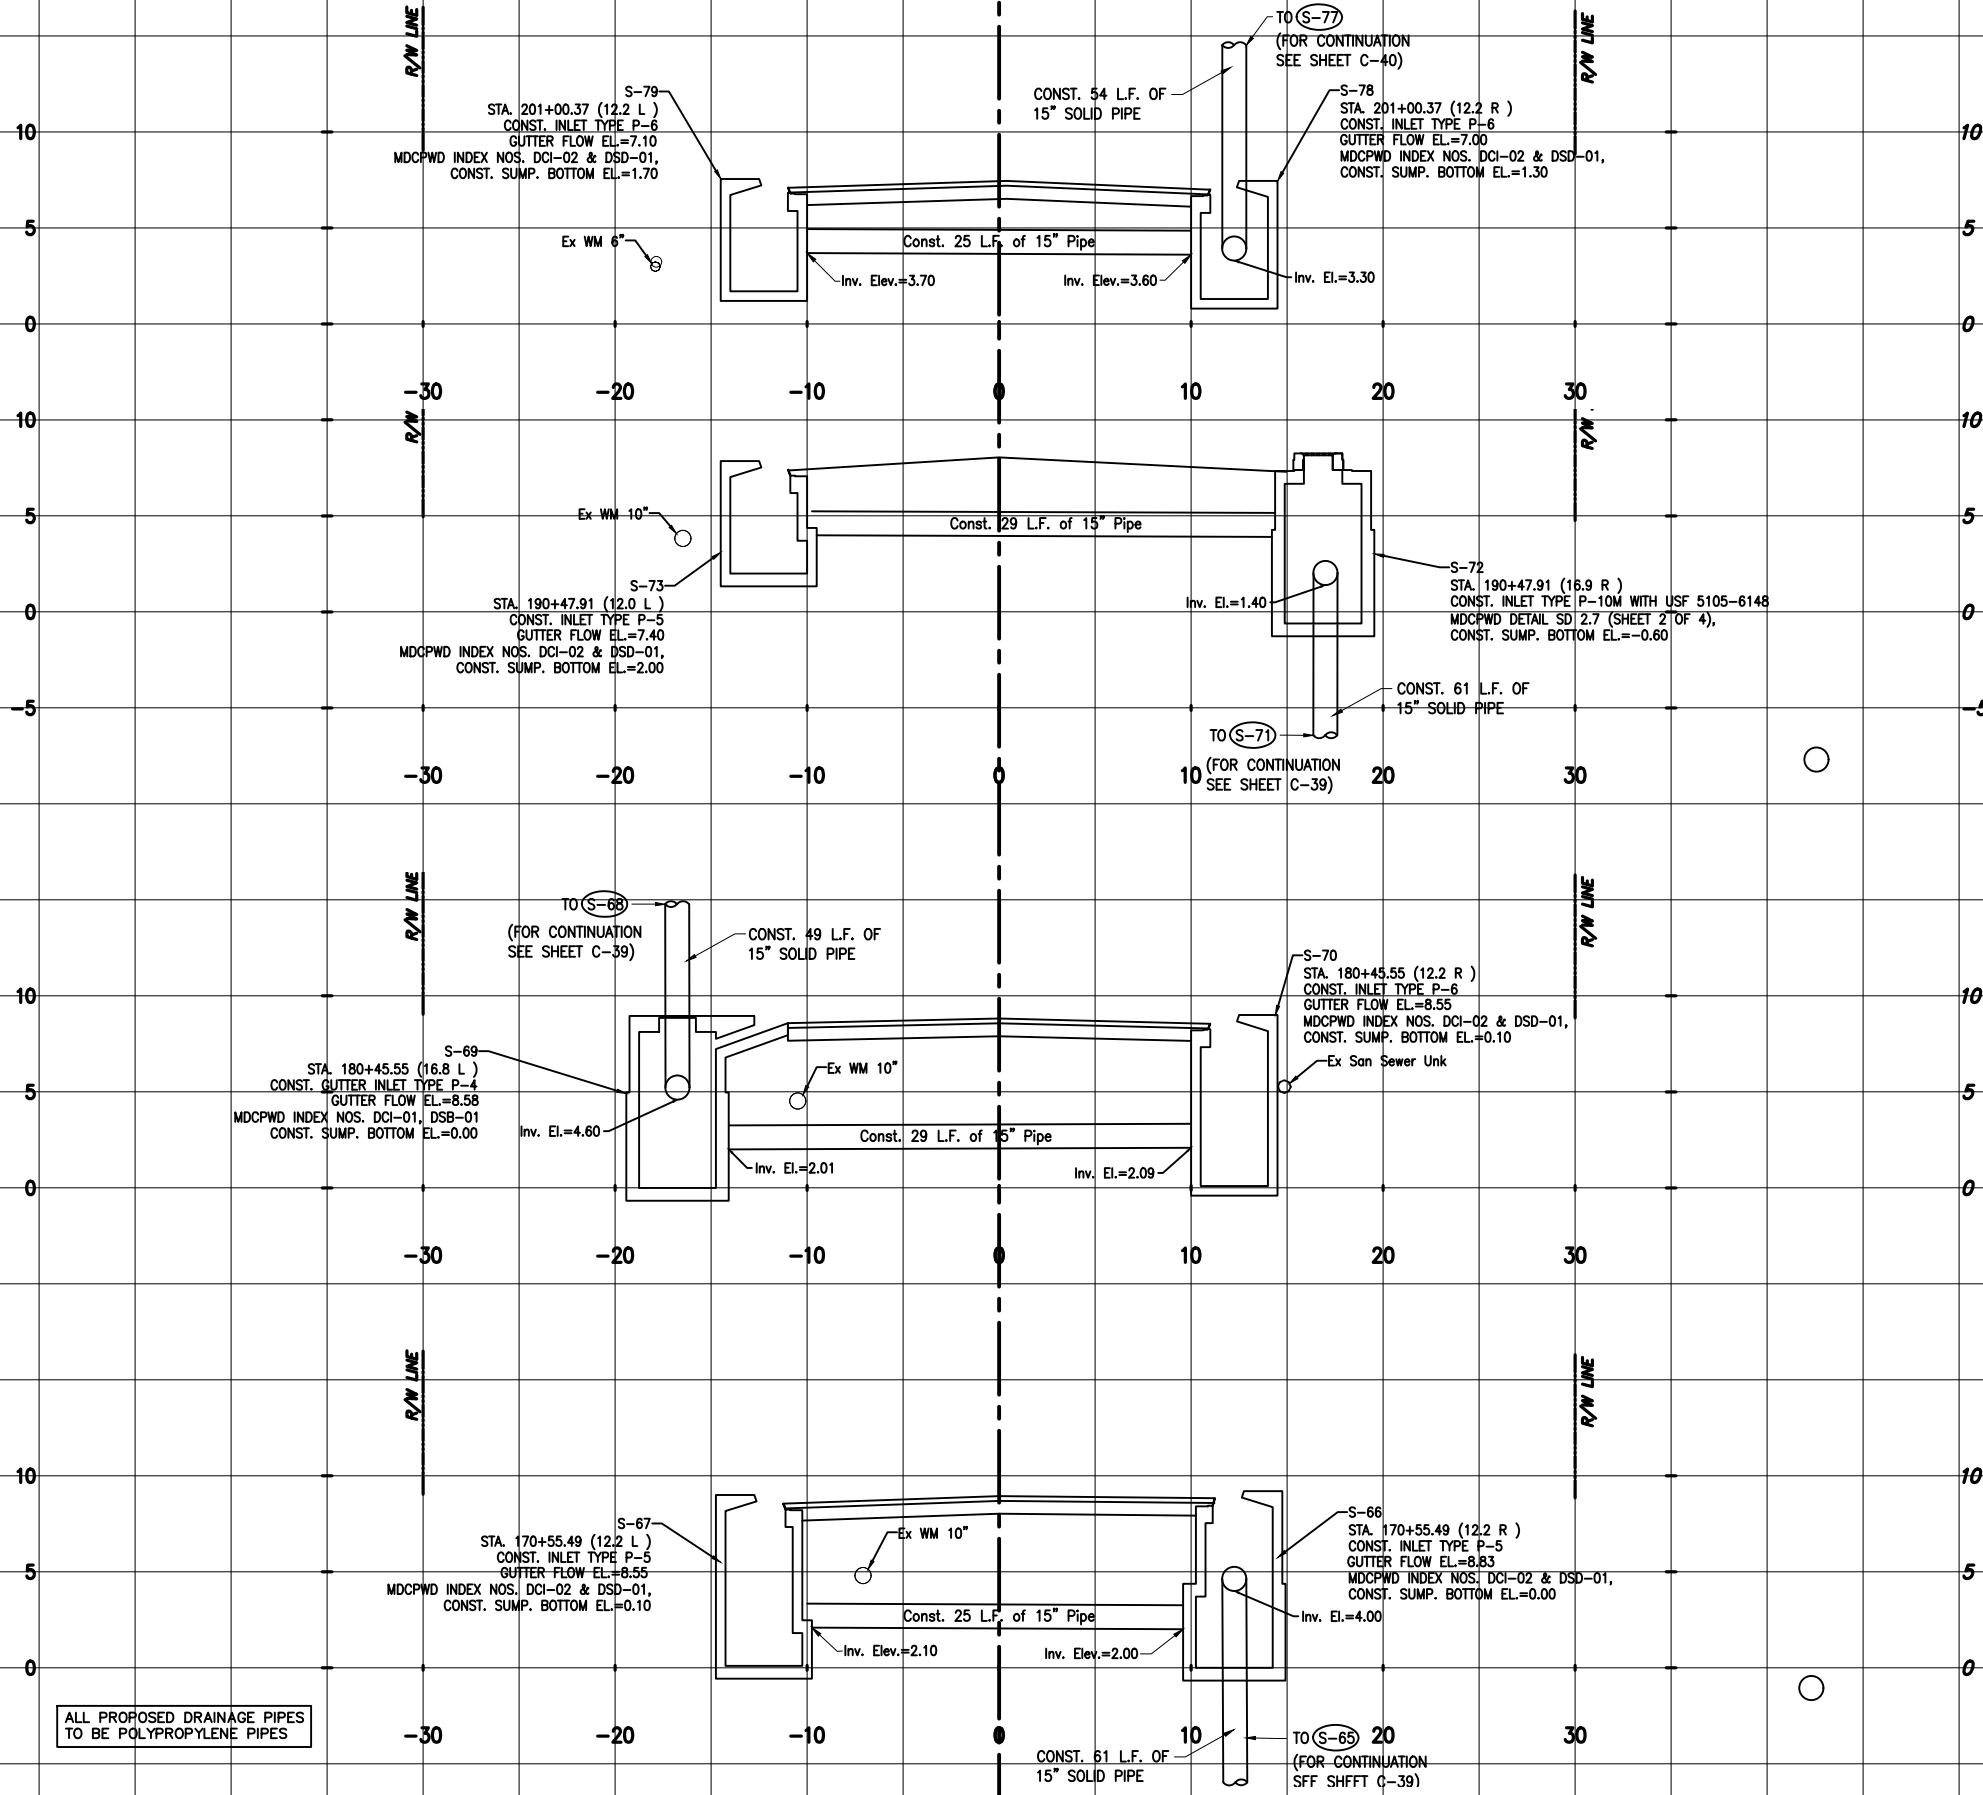 R/W LINE
R/W LINE
TO S-77
(FOR CONTINUATION
SEE SHEET C-40)
CONST. 54 L.F. OF
15" SOLID PIPE
S-79
STA. 201+00.37 (12.2 L )
CONST. INLET TYPE P-6
GUTTER FLOW EL.=7.10
MDCPWD INDEX NOS. DCI-02 & DSD-01,
CONST. SUMP. BOTTOM EL.=1.70
S-78
STA. 201+00.37 (12.2 R )
CONST. INLET TYPE P-6
GUTTER FLOW EL.=7.00
MDCPWD INDEX NOS. DCI-02 & DSD-01,
CONST. SUMP. BOTTOM EL.=1.30
10
10
5
5
Ex WM 6"
Const. 25 L.F. of 15" Pipe
Inv. Elev.=3.70
Inv. Elev.=3.60
Inv. El.=3.30
0
0
-30 -20 -10 0 10 20 30
R/W
R/W
10
10
5
5
Ex WM 10"
Const. 29 L.F. of 15" Pipe
S-73
STA. 190+47.91 (12.0 L )
CONST. INLET TYPE P-5
GUTTER FLOW EL.=7.40
MDCPWD INDEX NOS. DCI-02 & DSD-01,
CONST. SUMP. BOTTOM EL.=2.00
Inv. El.=1.40
S-72
STA. 190+47.91 (16.9 R )
CONST. INLET TYPE P-10M WITH USF 5105-6148
MDCPWD DETAIL SD 2.7 (SHEET 2 OF 4),
CONST. SUMP. BOTTOM EL.=-0.60
0
0
CONST. 61 L.F. OF
15" SOLID PIPE
-5
-5
TO S-71
(FOR CONTINUATION
SEE SHEET C-39)
-30 -20 -10 0 10 20 30
R/W LINE
R/W LINE
TO S-68
(FOR CONTINUATION
SEE SHEET C-39)
CONST. 49 L.F. OF
15" SOLID PIPE
S-70
STA. 180+45.55 (12.2 R )
CONST. INLET TYPE P-6
GUTTER FLOW EL.=8.55
MDCPWD INDEX NOS. DCI-02 & DSD-01,
CONST. SUMP. BOTTOM EL.=0.10
10
10
S-69
STA. 180+45.55 (16.8 L )
CONST. GUTTER INLET TYPE P-4
GUTTER FLOW EL.=8.58
MDCPWD INDEX NOS. DCI-01, DSB-01
CONST. SUMP. BOTTOM EL.=0.00
Ex WM 10"
Ex San Sewer Unk
5
5
Inv. El.=4.60
Const. 29 L.F. of 15" Pipe
Inv. El.=2.01
Inv. El.=2.09
0
0
-30 -20 -10 0 10 20 30
R/W LINE
R/W LINE
10
10
S-67
STA. 170+55.49 (12.2 L )
CONST. INLET TYPE P-5
GUTTER FLOW EL.=8.55
MDCPWD INDEX NOS. DCI-02 & DSD-01,
CONST. SUMP. BOTTOM EL.=0.10
Ex WM 10"
S-66
STA. 170+55.49 (12.2 R )
CONST. INLET TYPE P-5
GUTTER FLOW EL.=8.83
MDCPWD INDEX NOS. DCI-02 & DSD-01,
CONST. SUMP. BOTTOM EL.=0.00
5
5
Const. 25 L.F. of 15" Pipe
Inv. El.=4.00
Inv. Elev.=2.10
Inv. Elev.=2.00
0
0
ALL PROPOSED DRAINAGE PIPES
TO BE POLYPROPYLENE PIPES
-30 -20 -10 0 10 20 30
CONST. 61 L.F. OF
15" SOLID PIPE
TO S-65
(FOR CONTINUATION
SEE SHEET C-39)